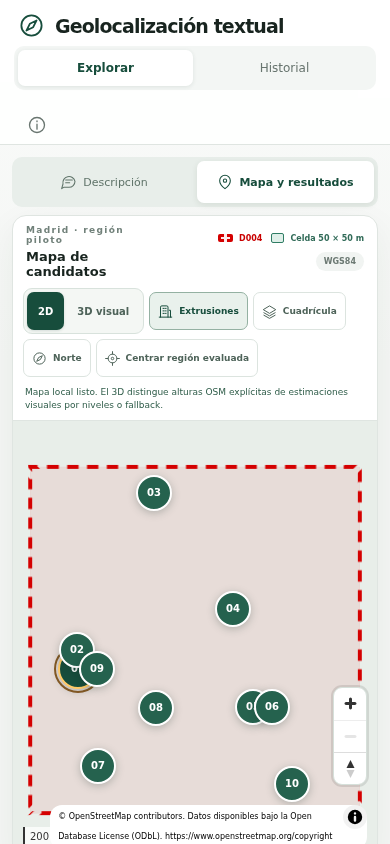 Geolocalización textual
Explorar
Historial
Descripción
Mapa y resultados
Madrid · región
piloto
D004
Celda 50 × 50 m
Mapa de
candidatos
WGS84
2D
3D visual
Extrusiones
Cuadrícula
Norte
Centrar región evaluada
Mapa local listo. El 3D distingue alturas OSM explícitas de estimaciones
visuales por niveles o fallback.
03
04
02
09
08
06
07
10
© OpenStreetMap contributors. Datos disponibles bajo la Open
200
Database License (ODbL). https://www.openstreetmap.org/copyright